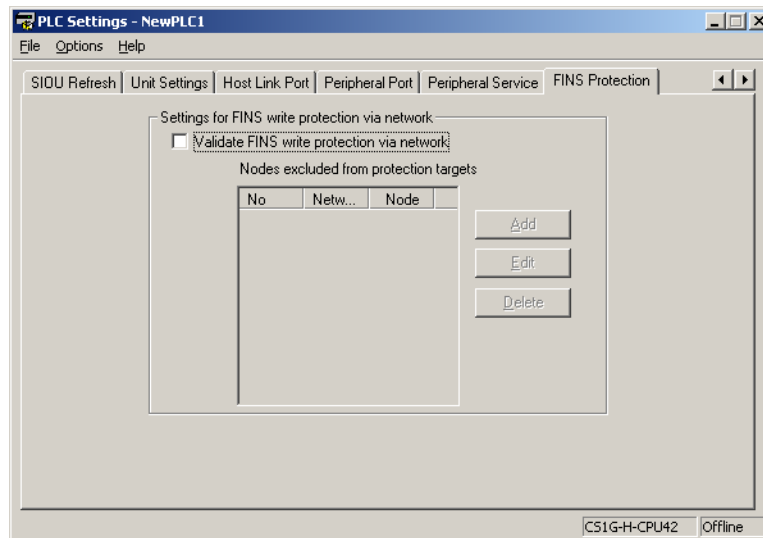 PLC Settings - NewPLC1
File Options Help
SIOU Refresh Unit Settings Host Link Port Peripheral Port Peripheral Service FINS Protection
Settings for FINS write protection via network
Validate FINS write protection via network
Nodes excluded from protection targets
No Netw... Node
Add
Edit
Delete
CS1G-H-CPU42 Offline